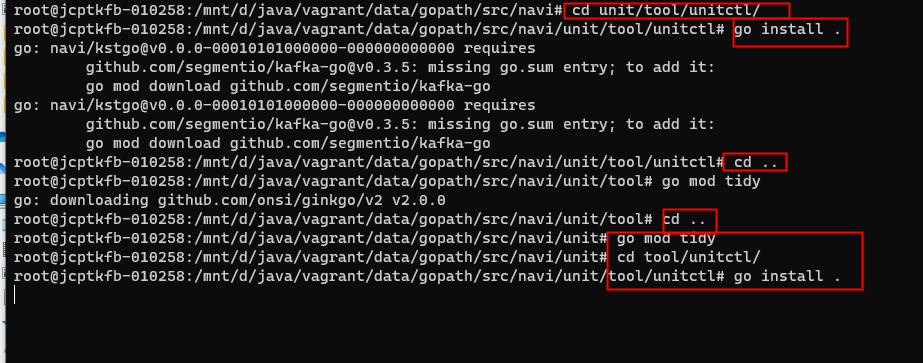 root@jcptkfb-010258:/mnt/d/java/vagrant/data/gopath/src/navi# cd unit/tool/unitctl/
root@jcptkfb-010258:/mnt/d/java/vagrant/data/gopath/src/navi/unit/tool/unitctl# go install .
go: navi/kstgo@v0.0.0-00010101000000-000000000000 requires
        github.com/segmentio/kafka-go@v0.3.5: missing go.sum entry; to add it:
        go mod download github.com/segmentio/kafka-go
go: navi/kstgo@v0.0.0-00010101000000-000000000000 requires
        github.com/segmentio/kafka-go@v0.3.5: missing go.sum entry; to add it:
        go mod download github.com/segmentio/kafka-go
root@jcptkfb-010258:/mnt/d/java/vagrant/data/gopath/src/navi/unit/tool/unitctl# cd ..
root@jcptkfb-010258:/mnt/d/java/vagrant/data/gopath/src/navi/unit/tool# go mod tidy
go: downloading github.com/onsi/ginkgo/v2 v2.0.0
root@jcptkfb-010258:/mnt/d/java/vagrant/data/gopath/src/navi/unit/tool# cd ..
root@jcptkfb-010258:/mnt/d/java/vagrant/data/gopath/src/navi/unit# go mod tidy
root@jcptkfb-010258:/mnt/d/java/vagrant/data/gopath/src/navi/unit# cd tool/unitctl/
root@jcptkfb-010258:/mnt/d/java/vagrant/data/gopath/src/navi/unit/tool/unitctl# go install .